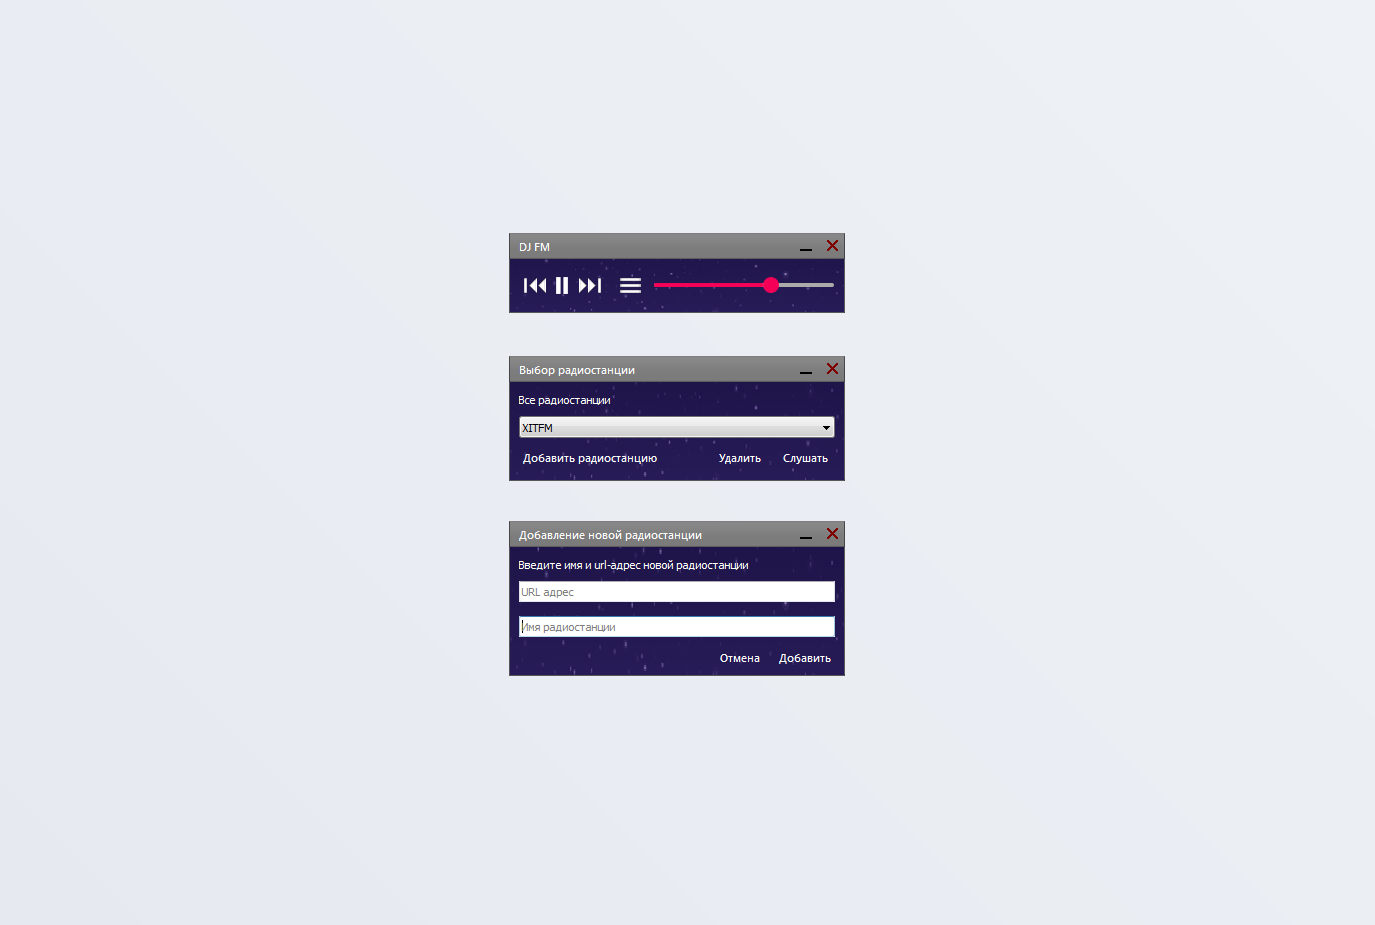 DJ FM
Выбор радиостанции
Все радиостанции
XITFM
Добавить радиостанцию Удалить Слушать
Добавление новой радиостанции
Введите имя и url-адрес новой радиостанции
URL адрес
Имя радиостанции
Отмена Добавить